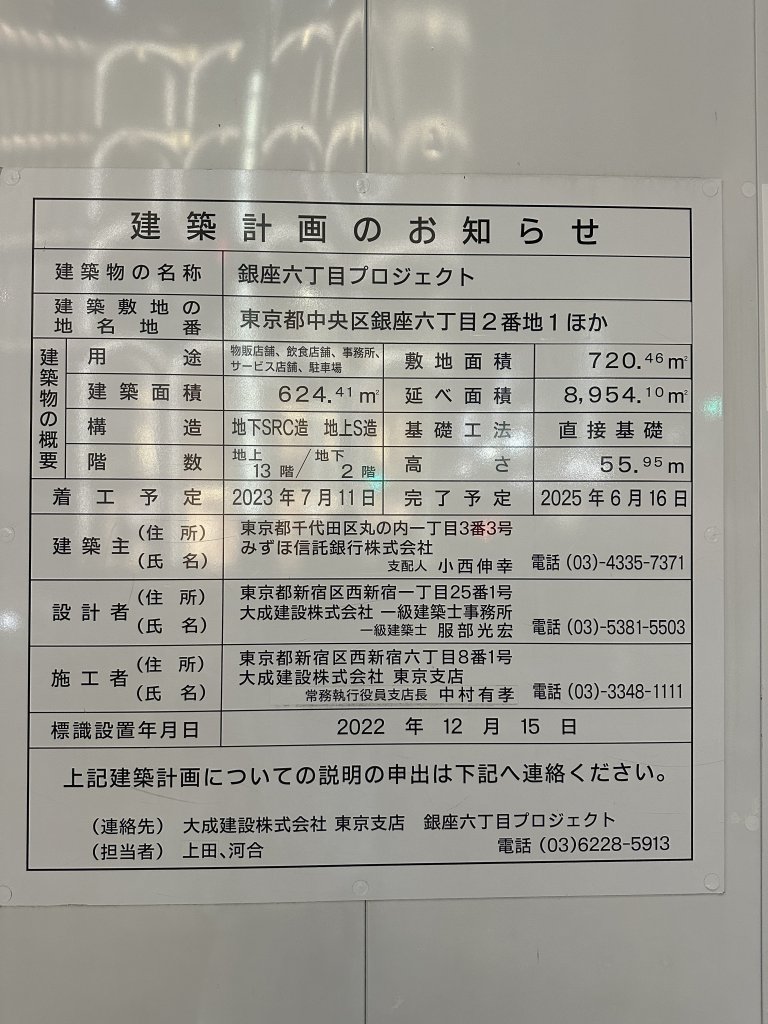 建築計画のお知らせ
建築物の名称 銀座六丁目プロジェクト
建築敷地の地名地番 東京都中央区銀座六丁目2番地1ほか
建築物の概要
用途 物販店舗、飲食店舗、事務所、サービス店舗、駐車場 敷地面積 720.46㎡
建築面積 624.41㎡ 延べ面積 8,954.10㎡
構造 地下SRC造 地上S造 基礎工法 直接基礎
階数 地上13階/地下2階 高さ 55.95m
着工予定 2023年7月11日 完了予定 2025年6月16日
建築主 (住所) 東京都千代田区丸の内一丁目3番3号
(氏名) みずほ信託銀行株式会社
支配人 小西伸幸 電話(03)-4335-7371
設計者 (住所) 東京都新宿区西新宿一丁目25番1号
(氏名) 大成建設株式会社 一級建築士事務所
一級建築士 服部光宏 電話(03)-5381-5503
施工者 (住所) 東京都新宿区西新宿六丁目8番1号
(氏名) 大成建設株式会社 東京支店
常務執行役員支店長 中村有孝 電話(03)-3348-1111
標識設置年月日 2022年12月15日
上記建築計画についての説明の申出は下記へ連絡ください。
(連絡先) 大成建設株式会社 東京支店 銀座六丁目プロジェクト
(担当者) 上田、河合 電話(03)6228-5913